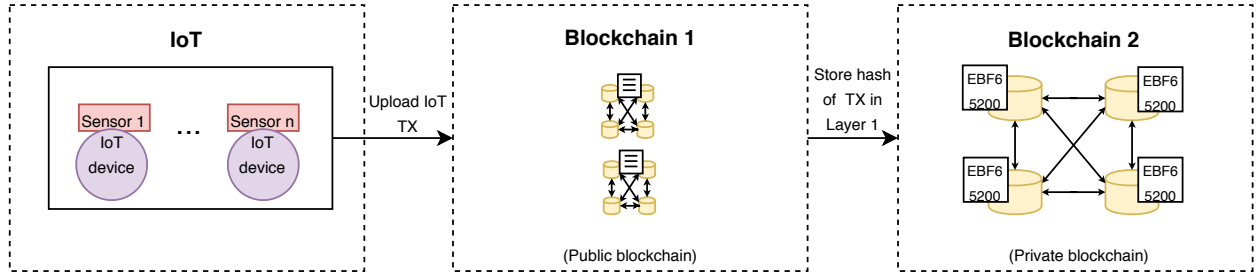 IoT
Sensor 1
IoT
device
...
Sensor n
IoT
device
Upload IoT
TX
Blockchain 1
(Public blockchain)
Store hash
of TX in
Layer 1
Blockchain 2
EBF6
5200
EBF6
5200
EBF6
5200
EBF6
5200
(Private blockchain)